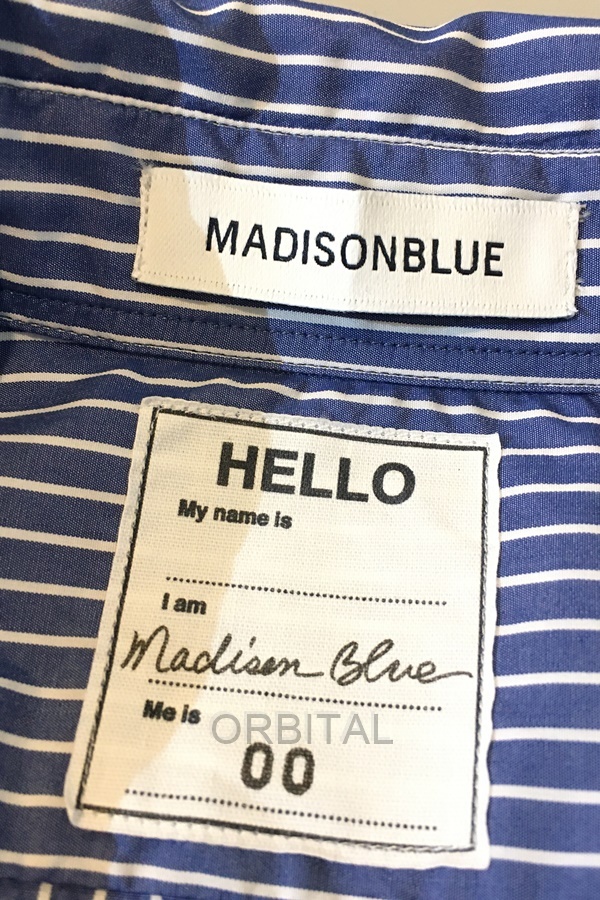 MADISONBLUE
HELLO
My name is
I am
Madison Blue
Me is
ORBITAL
00